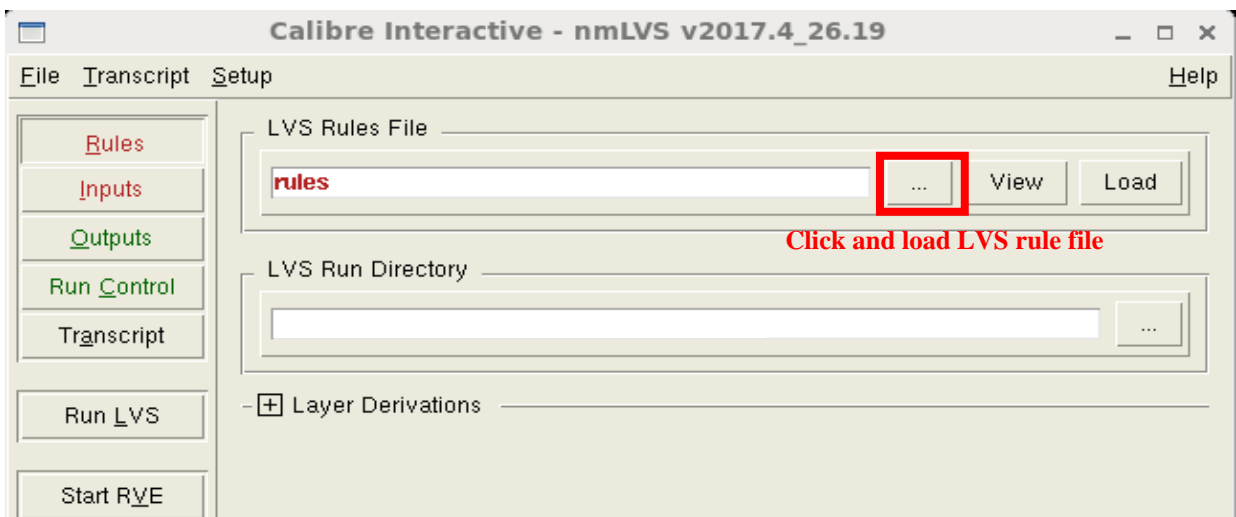 Calibre Interactive - nmLVS v2017.4_26.19
File Transcript Setup Help
Rules
Inputs
Outputs
Run Control
Transcript
Run LVS
Start RVE
LVS Rules File
rules ... View Load
Click and load LVS rule file
LVS Run Directory
...
Layer Derivations